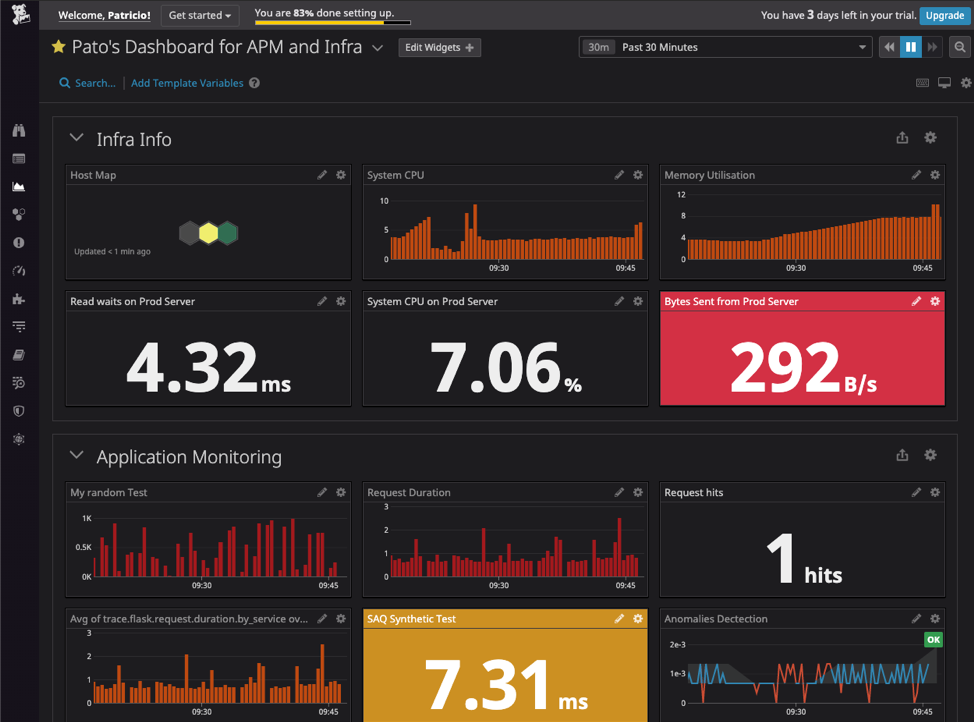 Welcome, Patricio!
Get started
You are 83% done setting up.
You have 3 days left in your trial.
Upgrade
Pato's Dashboard for APM and Infra
Edit Widgets +
30m Past 30 Minutes
Search...
Add Template Variables ?
Infra Info
Host Map
Updated < 1 min ago
System CPU
10
5
0
09:30
09:45
Memory Utilisation
12
8
4
0
09:30
09:45
Read waits on Prod Server
4.32 ms
System CPU on Prod Server
7.06 %
Bytes Sent from Prod Server
292 B/s
Application Monitoring
My random Test
1K
0.5K
0K
09:30
09:45
Request Duration
3
2
1
0
09:30
09:45
Request hits
1 hits
Avg of trace.flask.request.duration.by_service ov...
3
2
1
0
09:30
09:45
SAQ Synthetic Test
7.31 ms
Anomalies Dectection
OK
2e-3
1e-3
0
09:30
09:45